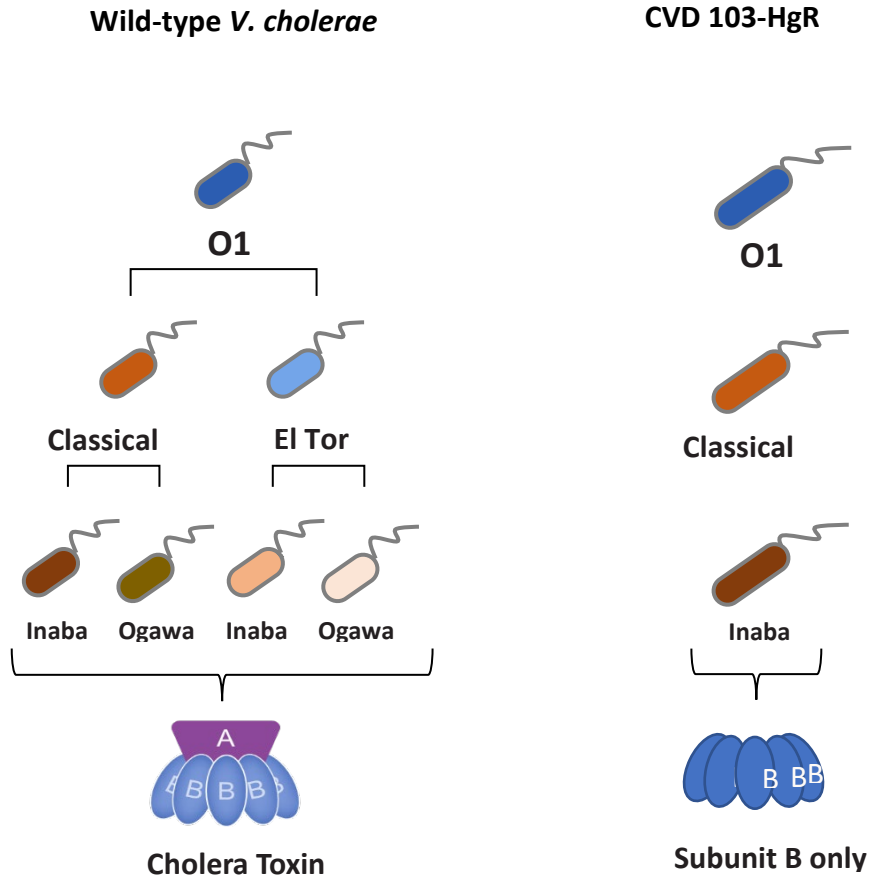 Wild-type V. cholerae
CVD 103-HgR
O1
O1
Classical
El Tor
Classical
Inaba
Ogawa
Inaba
Ogawa
Inaba
A
B B B B
B B B
Cholera Toxin
Subunit B only